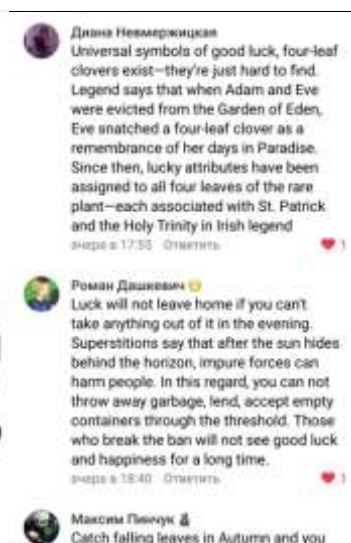 Диана Невмержицкая
Universal symbols of good luck, four-leaf
clovers exist—they're just hard to find.
Legend says that when Adam and Eve
were evicted from the Garden of Eden,
Eve snatched a four-leaf clover as a
remembrance of her days in Paradise.
Since then, lucky attributes have been
assigned to all four leaves of the rare
plant—each associated with St. Patrick
and the Holy Trinity in Irish legend
вчера в 17:55 Ответить 1
Роман Дашкевич
Luck will not leave home if you can't
take anything out of it in the evening.
Superstitions say that after the sun hides
behind the horizon, impure forces can
harm people. In this regard, you can not
throw away garbage, lend, accept empty
containers through the threshold. Those
who break the ban will not see good luck
and happiness for a long time.
вчера в 18:40 Ответить 1
Максим Пинчук
Catch falling leaves in Autumn and you